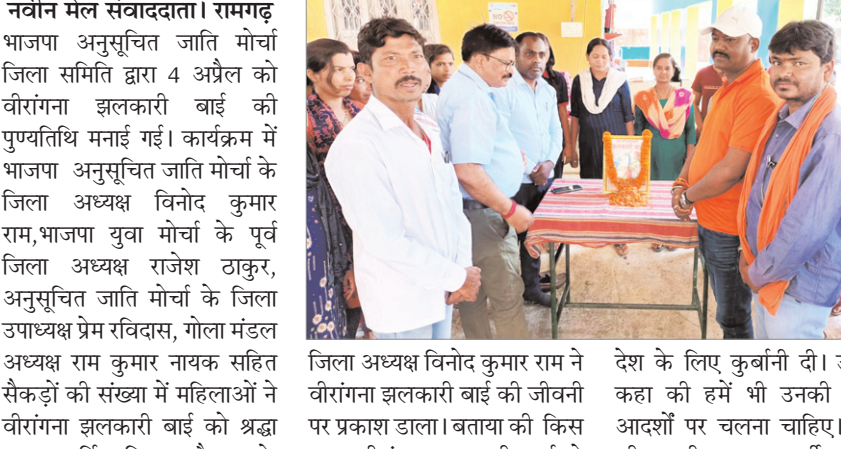 नवीन मेल संवाददाता। रामगढ़
भाजपा अनुसूचित जाति मोर्चा
जिला समिति द्वारा 4 अप्रैल को
वीरांगना झलकारी बाई की
पुण्यतिथि मनाई गई। कार्यक्रम में
भाजपा अनुसूचित जाति मोर्चा के
जिला अध्यक्ष विनोद कुमार
राम,भाजपा युवा मोर्चा के पूर्व
जिला अध्यक्ष राजेश ठाकुर,
अनुसूचित जाति मोर्चा के जिला
उपाध्यक्ष प्रेम रविदास, गोला मंडल
अध्यक्ष राम कुमार नायक सहित
सैकड़ों की संख्या में महिलाओं ने
वीरांगना झलकारी बाई को श्रद्धा
जिला अध्यक्ष विनोद कुमार राम ने
वीरांगना झलकारी बाई की जीवनी
पर प्रकाश डाला। बताया की किस
देश के लिए कुर्बानी दी।
कहा की हमें भी उनकी
आदर्शों पर चलना चाहिए।